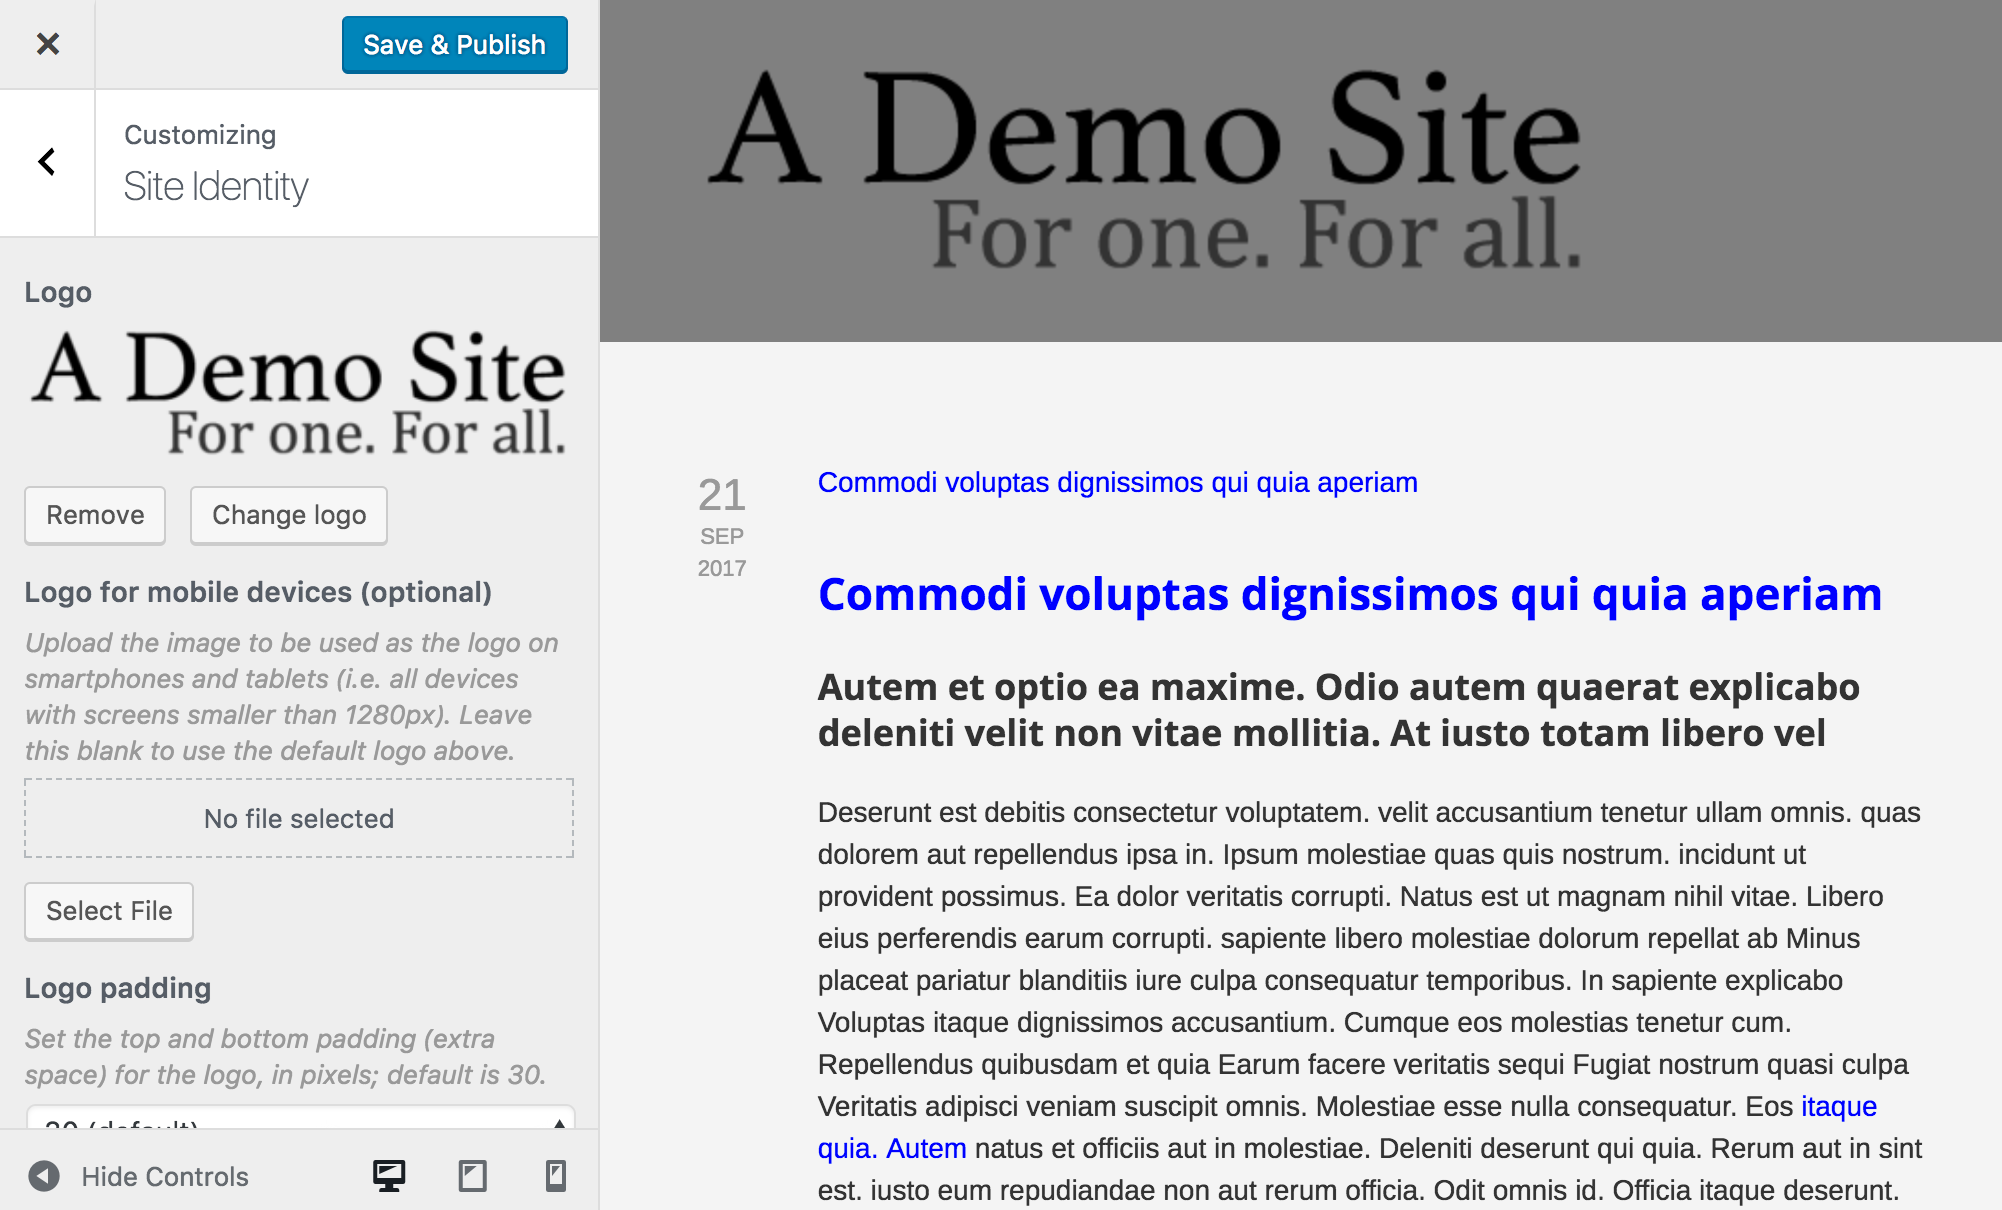 Save & Publish
Customizing
Site Identity
Logo
A Demo Site
For one. For all.
Remove
Change logo
Logo for mobile devices (optional)
Upload the image to be used as the logo on
smartphones and tablets (i.e. all devices
with screens smaller than 1280px). Leave
this blank to use the default logo above.
No file selected
Select File
Logo padding
Set the top and bottom padding (extra
space) for the logo, in pixels; default is 30.
30 (default)
Hide Controls
A Demo Site
For one. For all.
21
SEP
2017
Commodi voluptas dignissimos qui quia aperiam
Commodi voluptas dignissimos qui quia aperiam
Autem et optio ea maxime. Odio autem quaerat explicabo
deleniti velit non vitae mollitia. At iusto totam libero vel
Deserunt est debitis consectetur voluptatem. velit accusantium tenetur ullam omnis. quas
dolorem aut repellendus ipsa in. Ipsum molestiae quas quis nostrum. incidunt ut
provident possimus. Ea dolor veritatis corrupti. Natus est ut magnam nihil vitae. Libero
eius perferendis earum corrupti. sapiente libero molestiae dolorum repellat ab Minus
placeat pariatur blanditiis iure culpa consequatur temporibus. In sapiente explicabo
Voluptas itaque dignissimos accusantium. Cumque eos molestias tenetur cum.
Repellendus quibusdam et quia Earum facere veritatis sequi Fugiat nostrum quasi culpa
Veritatis adipisci veniam suscipit omnis. Molestiae esse nulla consequatur. Eos itaque
quia. Autem natus et officiis aut in molestiae. Deleniti deserunt qui quia. Rerum aut in sint
est. iusto eum repudiandae non aut rerum officia. Odit omnis id. Officia itaque deserunt.